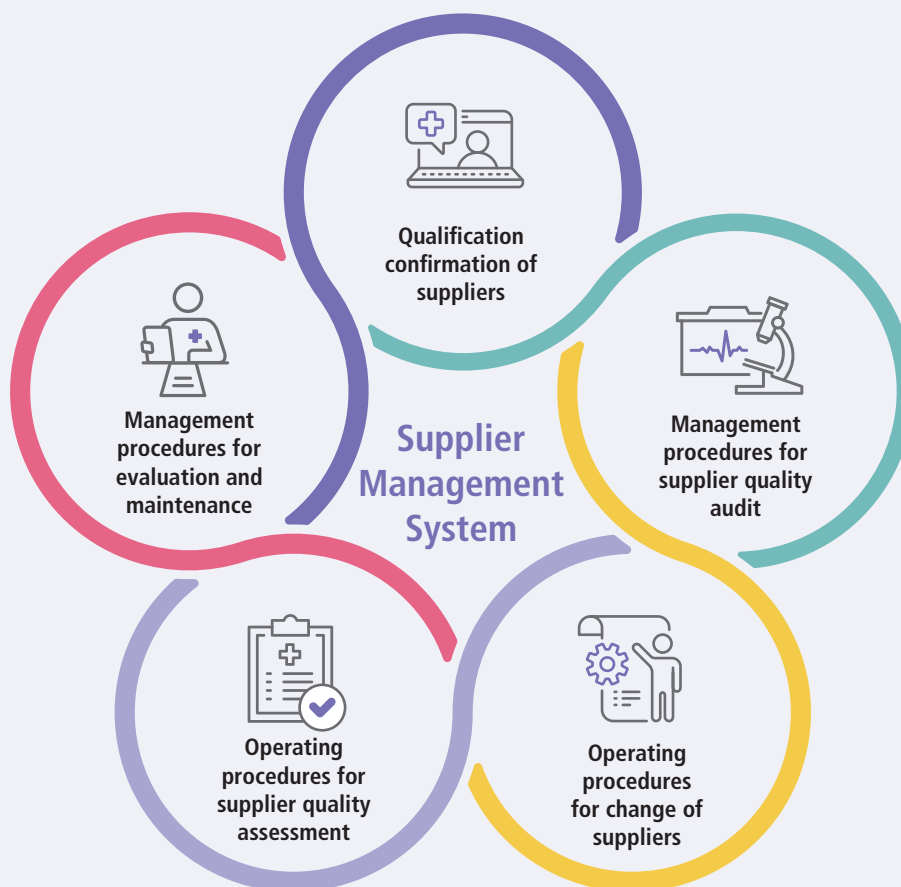 Qualification
confirmation of
suppliers
Management
procedures for
evaluation and
maintenance
Supplier
Management
System
Management
procedures for
supplier quality
audit
Operating
procedures for
supplier quality
assessment
Operating
procedures
for change of
suppliers